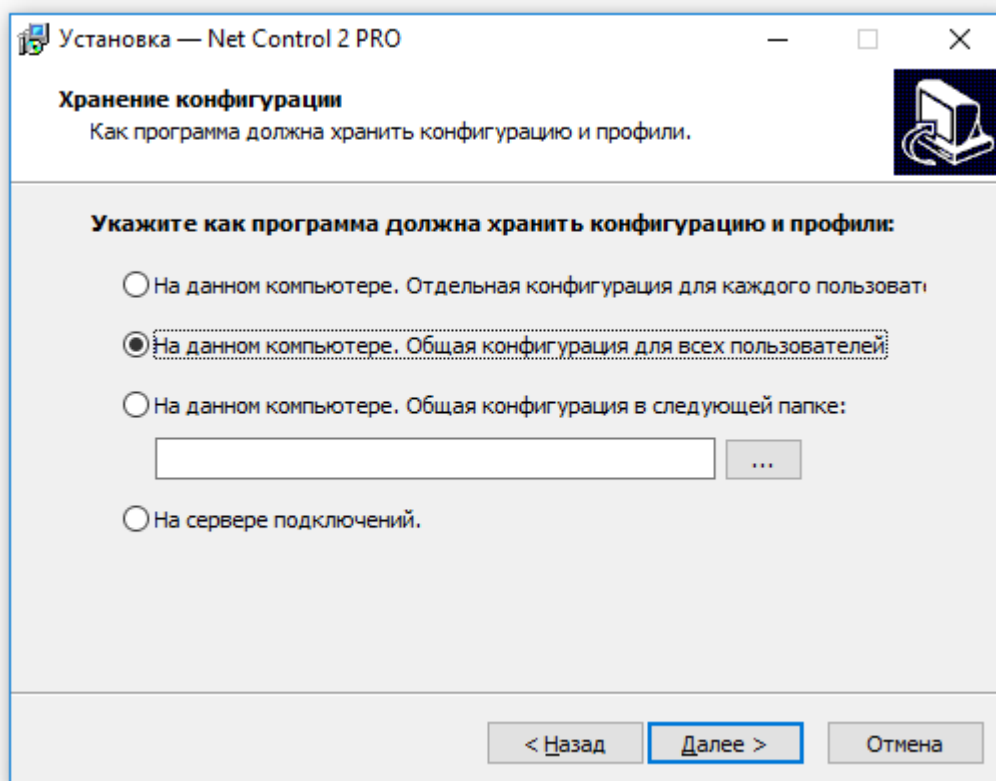 Установка — Net Control 2 PRO
Хранение конфигурации
Как программа должна хранить конфигурацию и профили.
Укажите как программа должна хранить конфигурацию и профили:
На данном компьютере. Отдельная конфигурация для каждого пользоват
На данном компьютере. Общая конфигурация для всех пользователей
На данном компьютере. Общая конфигурация в следующей папке:
...
На сервере подключений.
< Назад Далее > Отмена